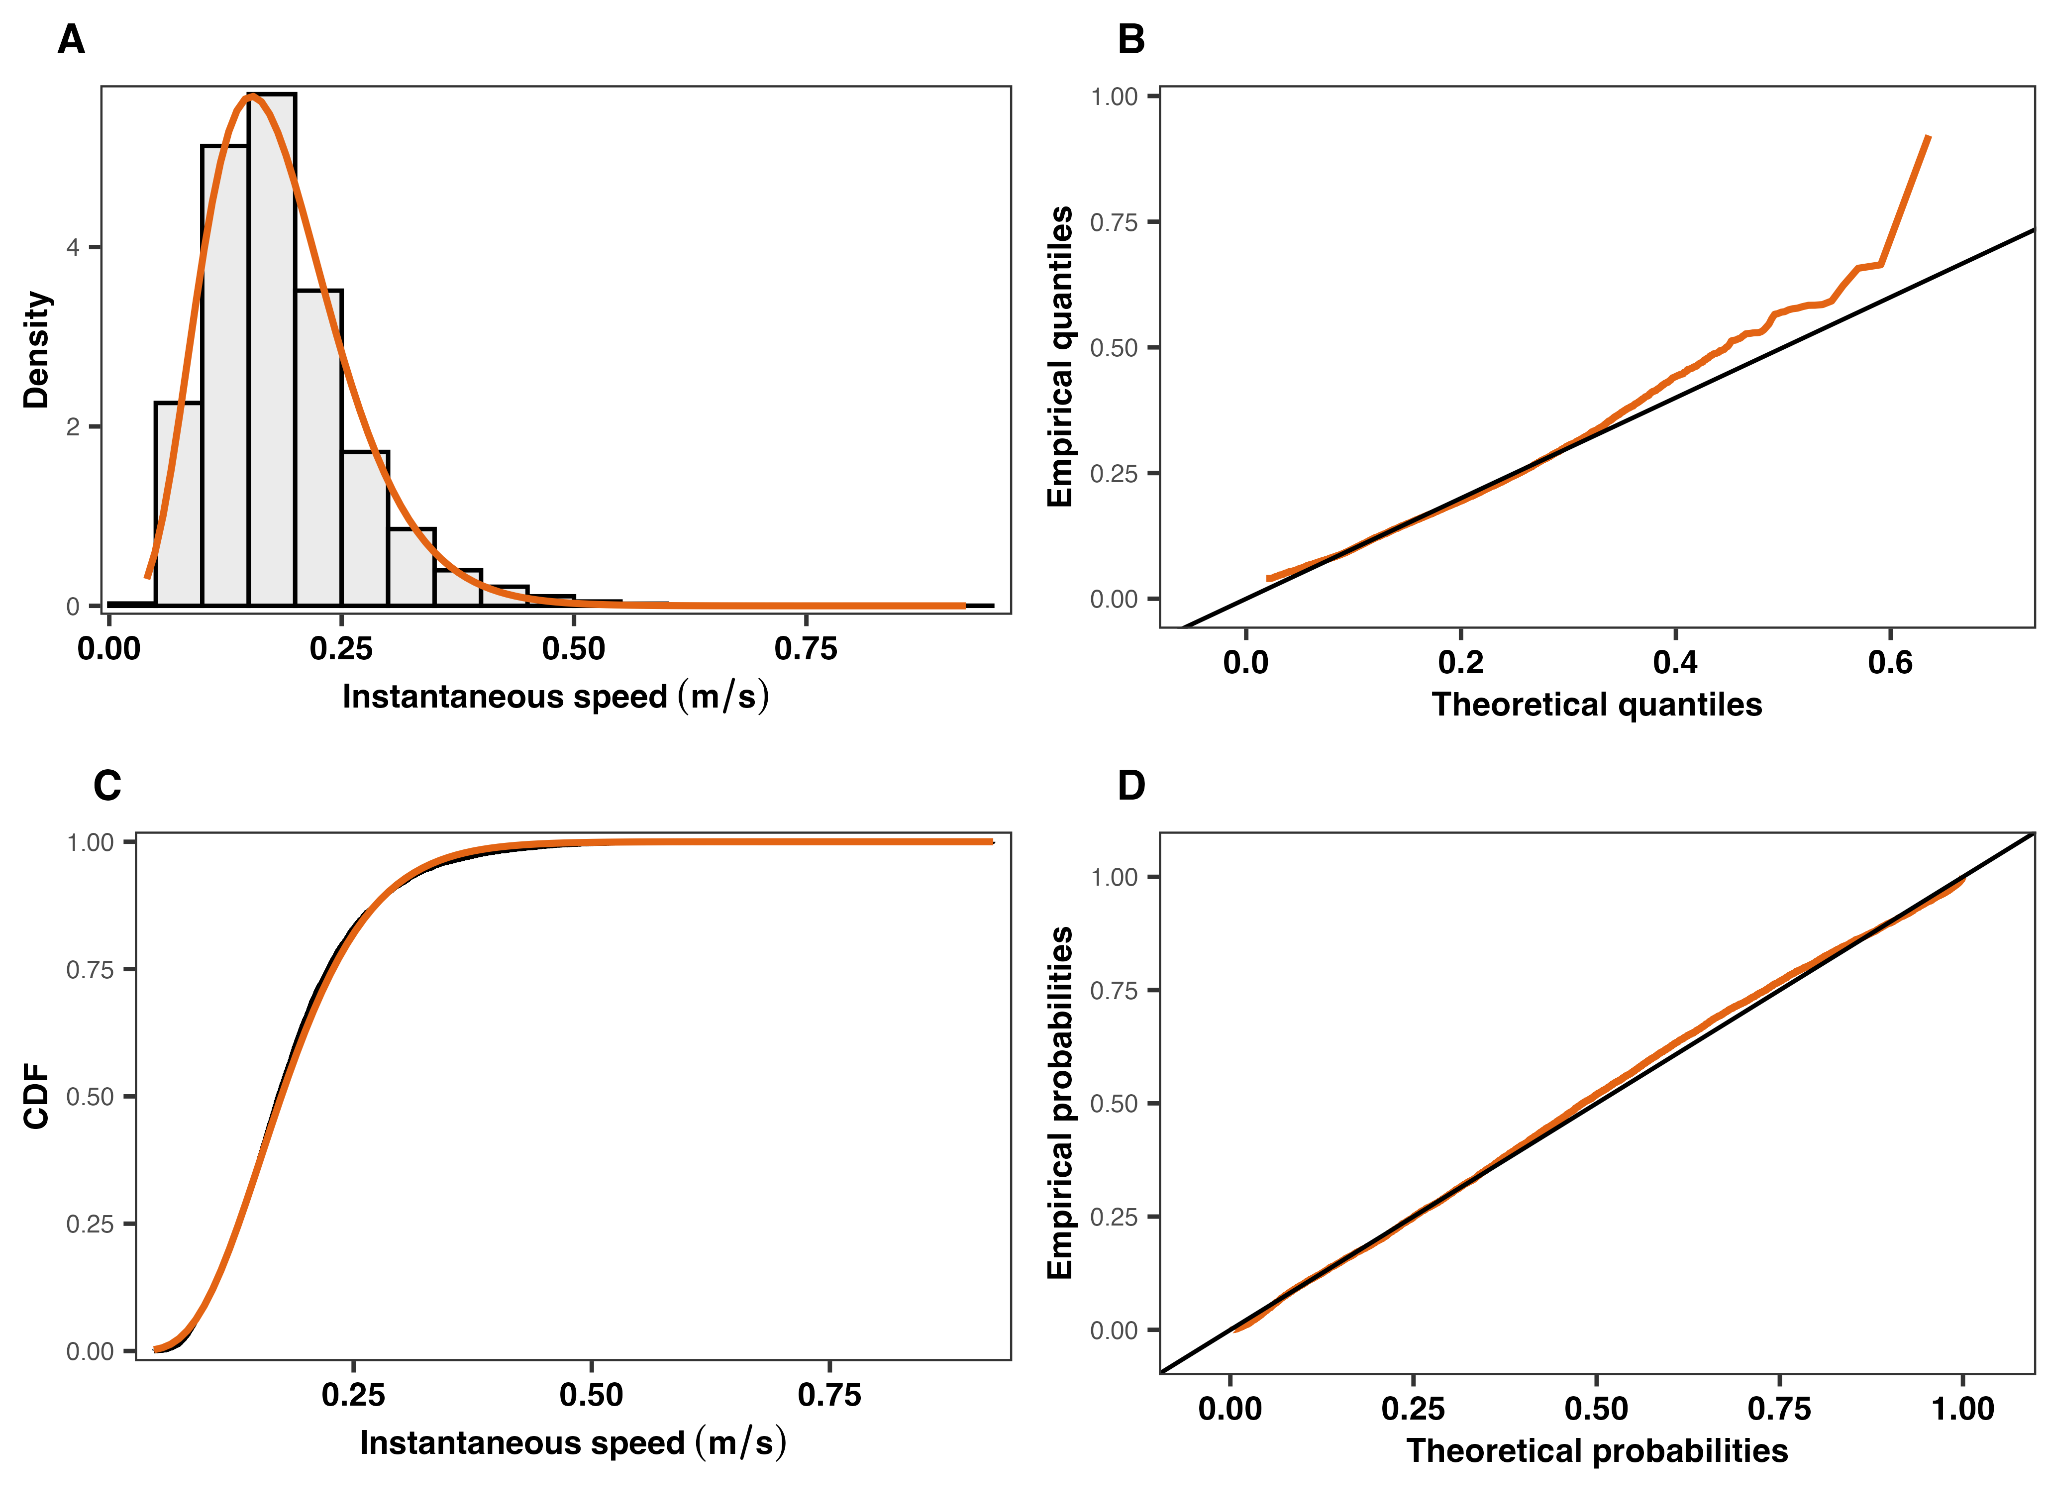 A
Density
4
2
0
0.00 0.25 0.50 0.75
Instantaneous speed (m/s)
B
Empirical quantiles
1.00
0.75
0.50
0.25
0.00
0.0 0.2 0.4 0.6
Theoretical quantiles
C
CDF
1.00
0.75
0.50
0.25
0.00
0.25 0.50 0.75
Instantaneous speed (m/s)
D
Empirical probabilities
1.00
0.75
0.50
0.25
0.00
0.00 0.25 0.50 0.75 1.00
Theoretical probabilities